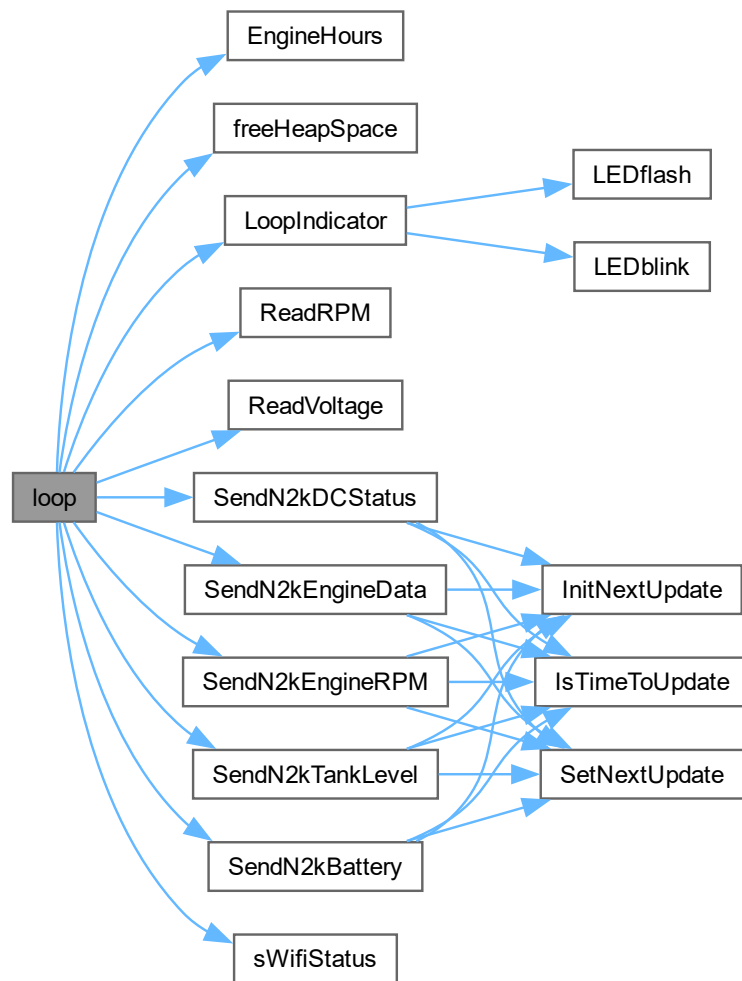 EngineHours
freeHeapSpace
LEDflash
LoopIndicator
LEDblink
ReadRPM
ReadVoltage
loop
SendN2kDCStatus
SendN2kEngineData
InitNextUpdate
SendN2kEngineRPM
IsTimeToUpdate
SendN2kTankLevel
SetNextUpdate
SendN2kBattery
sWifiStatus